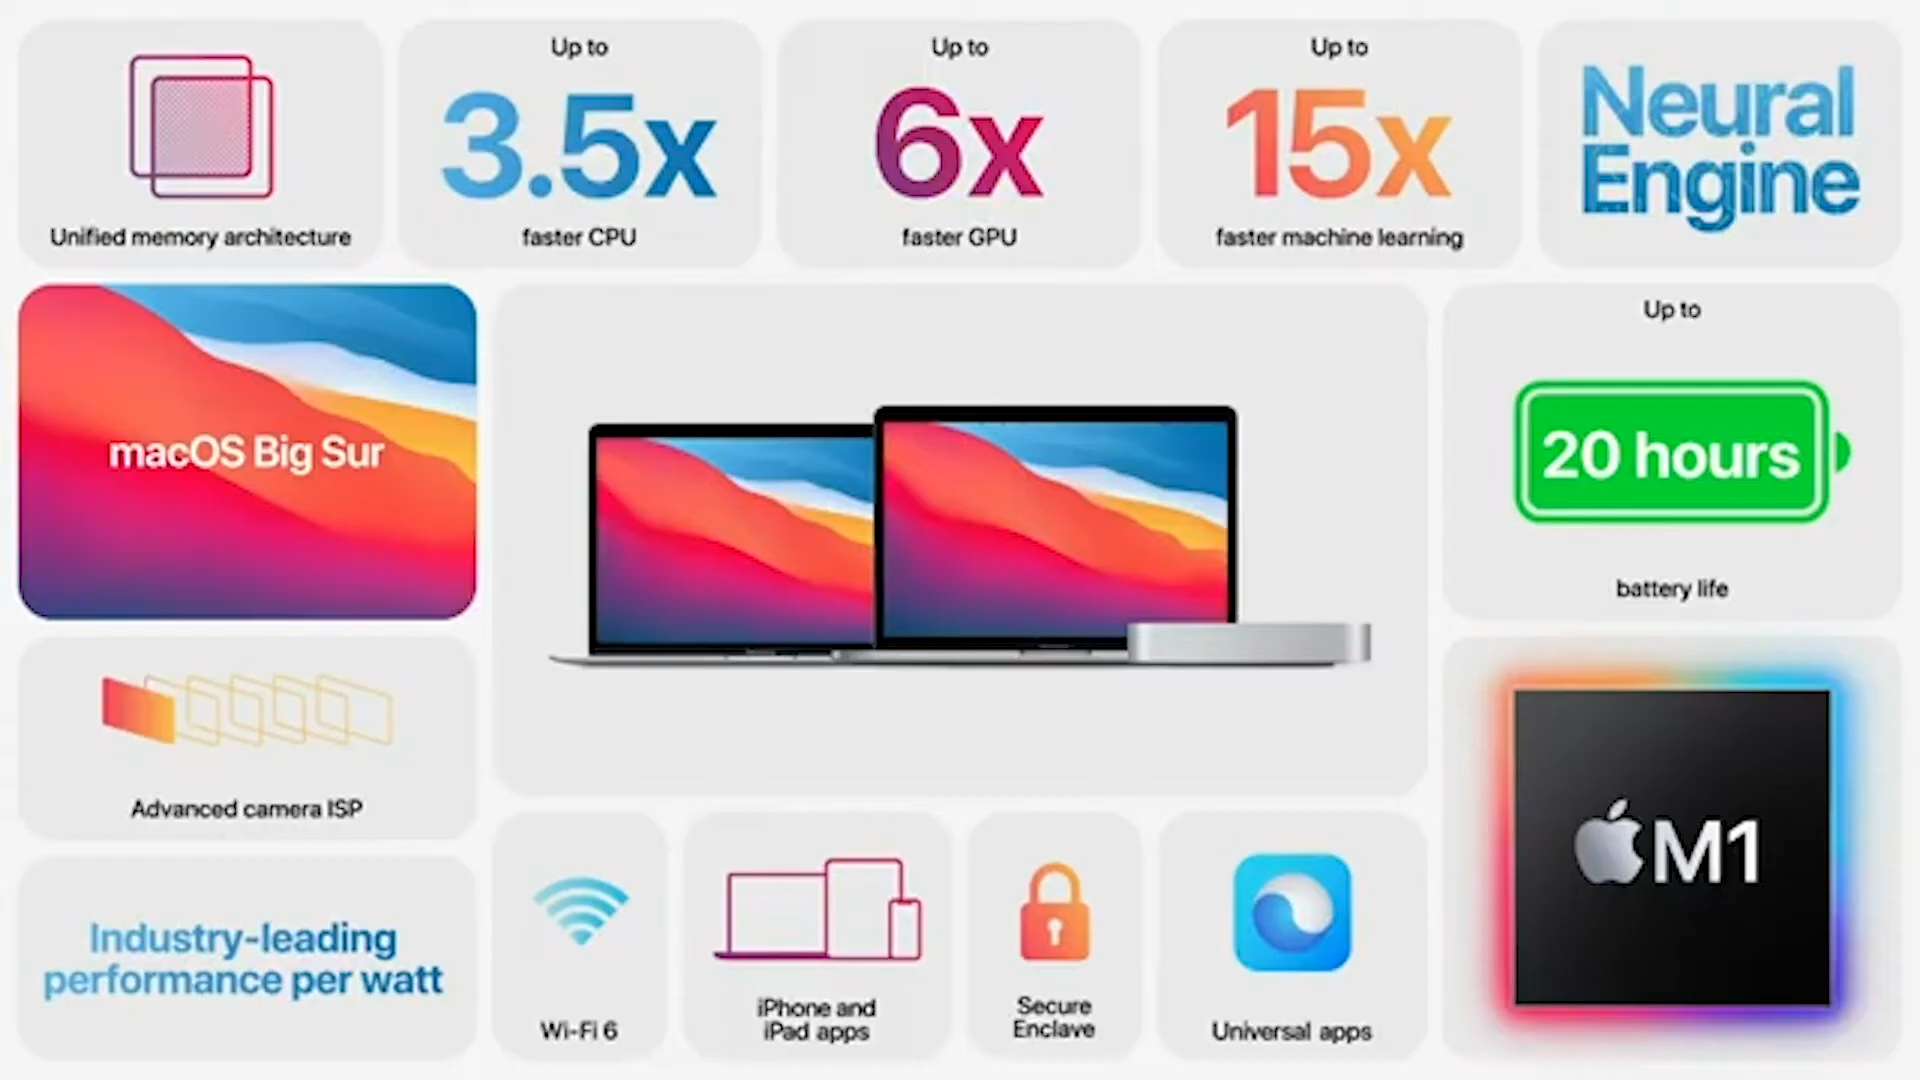 Unified memory architecture
Up to
3.5x
faster CPU
Up to
6x
faster GPU
Up to
15x
faster machine learning
Neural
Engine
macOS Big Sur
Up to
20 hours
battery life
Advanced camera ISP
Industry-leading
performance per watt
Wi-Fi 6
iPhone and
iPad apps
Secure
Enclave
Universal apps
M1